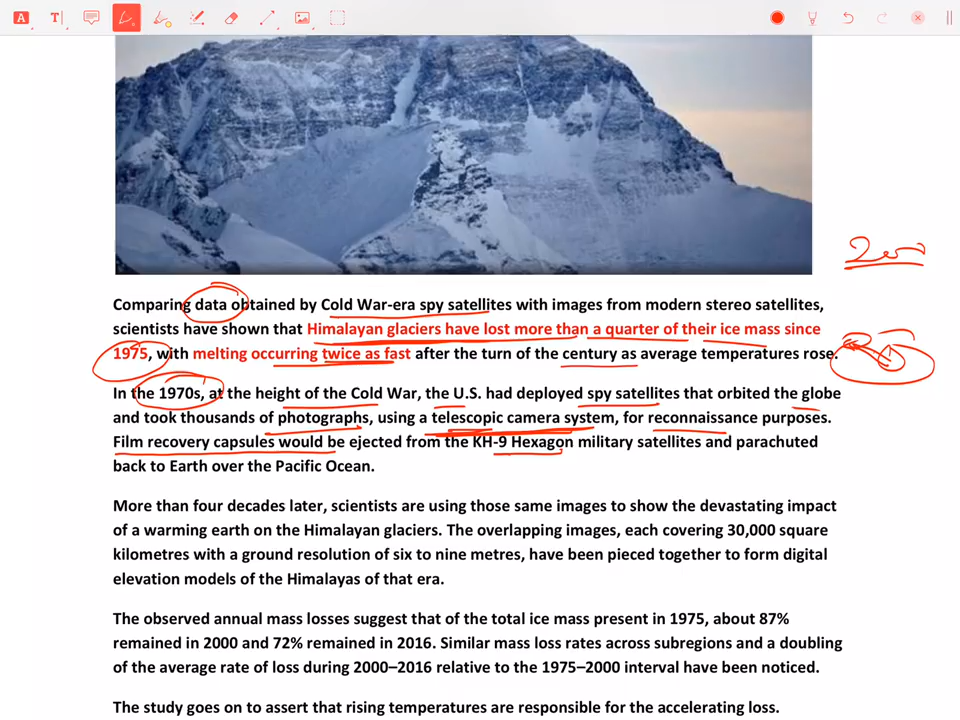 A
T
200
Comparing data obtained by Cold War-era spy satellites with images from modern stereo satellites,
scientists have shown that Himalayan glaciers have lost more than a quarter of their ice mass since
1975, with melting occurring twice as fast after the turn of the century as average temperatures rose.
In the 1970s, at the height of the Cold War, the U.S. had deployed spy satellites that orbited the globe
and took thousands of photographs, using a telescopic camera system, for reconnaissance purposes.
Film recovery capsules would be ejected from the KH-9 Hexagon military satellites and parachuted
back to Earth over the Pacific Ocean.
More than four decades later, scientists are using those same images to show the devastating impact
of a warming earth on the Himalayan glaciers. The overlapping images, each covering 30,000 square
kilometres with a ground resolution of six to nine metres, have been pieced together to form digital
elevation models of the Himalayas of that era.
The observed annual mass losses suggest that of the total ice mass present in 1975, about 87%
remained in 2000 and 72% remained in 2016. Similar mass loss rates across subregions and a doubling
of the average rate of loss during 2000–2016 relative to the 1975–2000 interval have been noticed.
The study goes on to assert that rising temperatures are responsible for the accelerating loss.